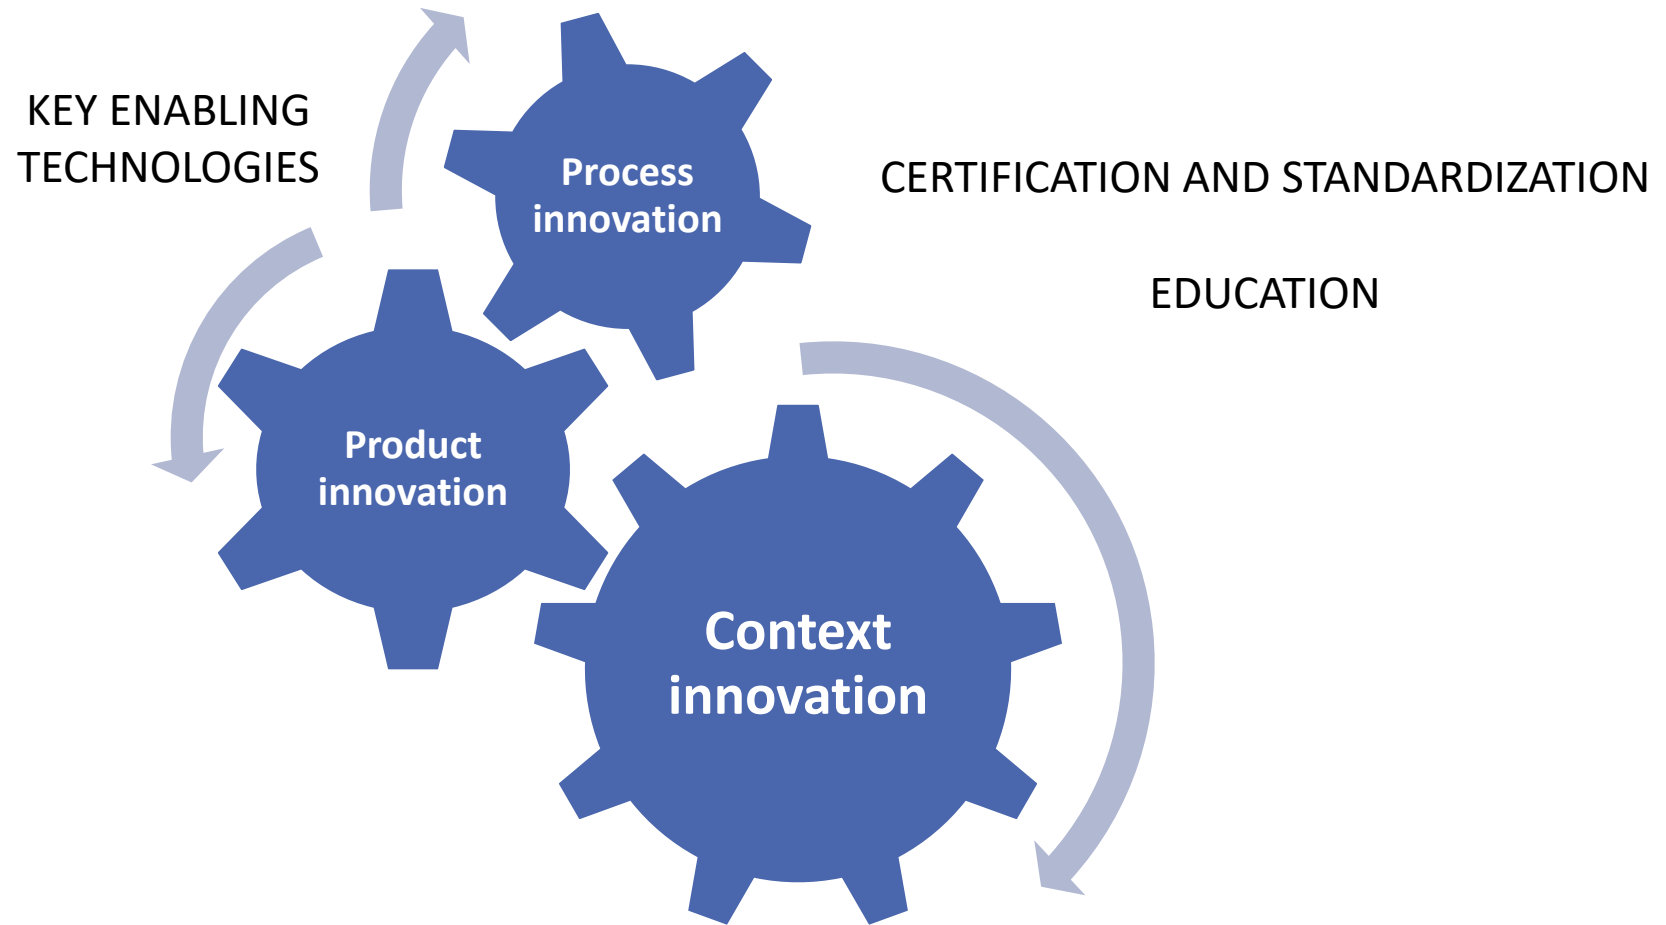 KEY ENABLING
TECHNOLOGIES
Process
innovation
CERTIFICATION AND STANDARDIZATION
EDUCATION
Product
innovation
Context
innovation